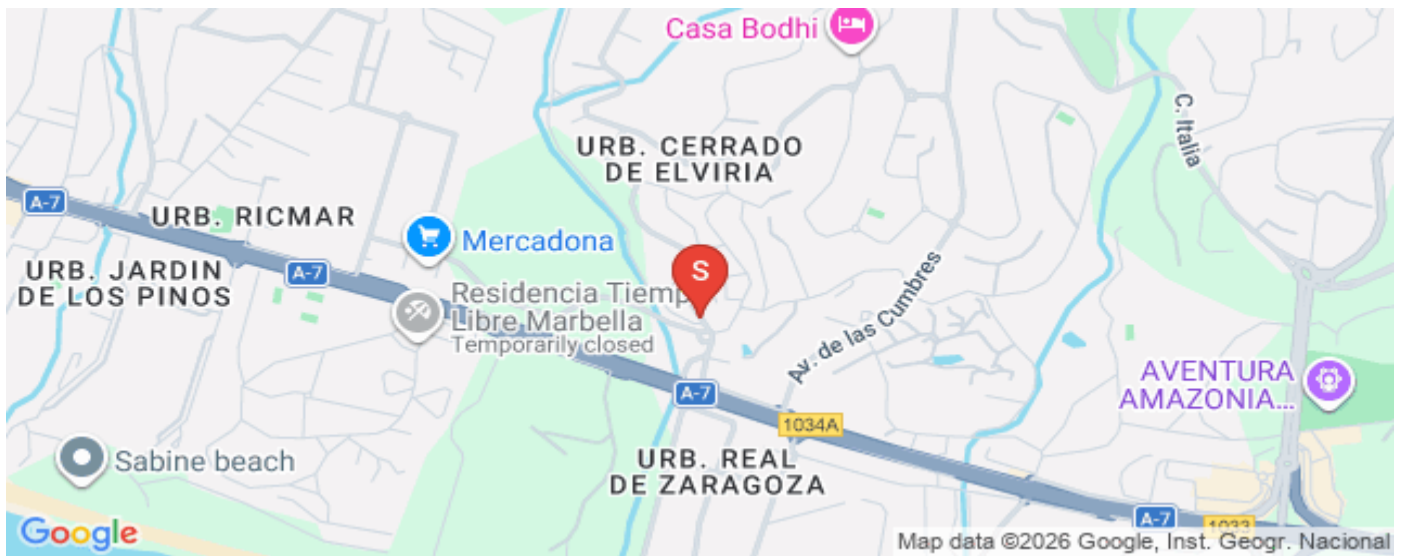 Casa Bodhi
C. Italia
URB. CERRADO
DE ELVIRIA
A-7
URB. RICMAR
Mercadona
URB. JARDIN
DE LOS PINOS
A-7
S
Residencia Tiemp
Libre Marbella
Temporarily closed
Av. de las Cumbres
AVENTURA
AMAZONIA...
A-7
1034A
Sabine beach
URB. REAL
DE ZARAGOZA
A-7
1033
Google
Map data ©2026 Google, Inst. Geogr. Nacional